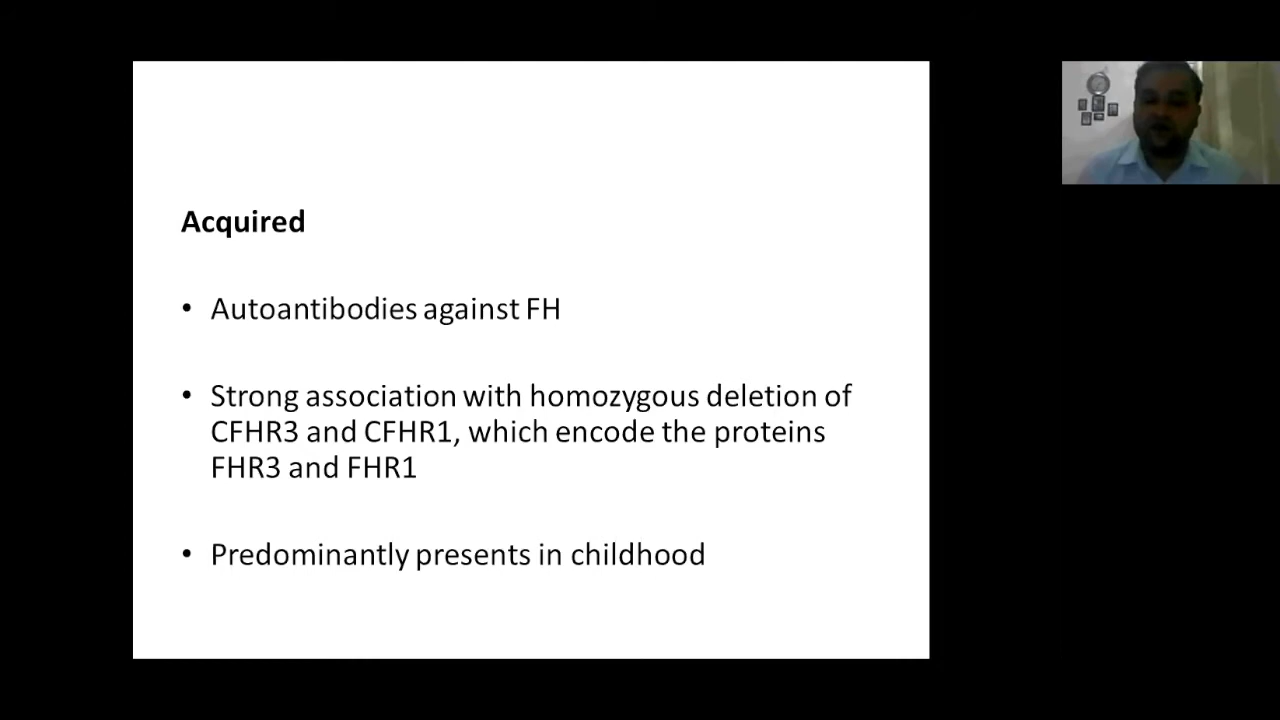 Acquired
• Autoantibodies against FH
• Strong association with homozygous deletion of
CFHR3 and CFHR1, which encode the proteins
FHR3 and FHR1
• Predominantly presents in childhood